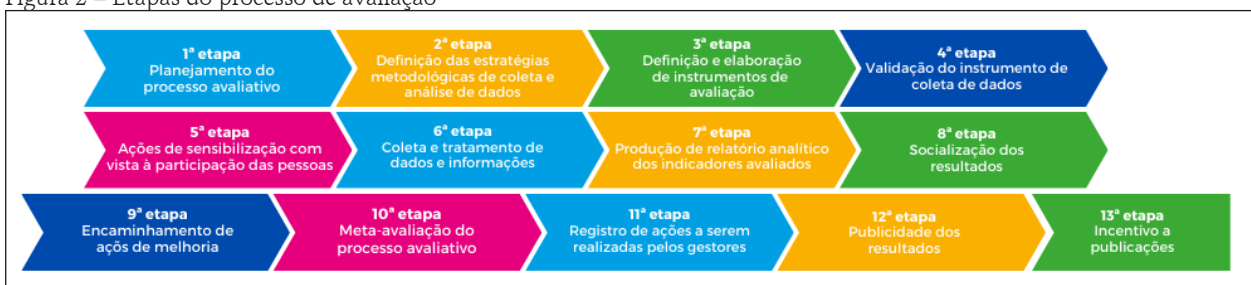 Figura 2 – Etapas do processo de avaliação
1ª etapa
Planejamento do
processo avaliativo
2ª etapa
Definição das estratégias
metodológicas de coleta e
análise de dados
3ª etapa
Definição e elaboração
de instrumentos de
avaliação
4ª etapa
Validação do instrumento de
coleta de dados
5ª etapa
Ações de sensibilização com
vista à participação das pessoas
6ª etapa
Coleta e tratamento de
dados e informações
7ª etapa
Produção de relatório analítico
dos indicadores avaliados
8ª etapa
Socialização dos
resultados
9ª etapa
Encaminhamento de
açõs de melhoria
10ª etapa
Meta-avaliação do
processo avaliativo
11ª etapa
Registro de ações a serem
realizadas pelos gestores
12ª etapa
Publicidade dos
resultados
13ª etapa
Incentivo a
publicações